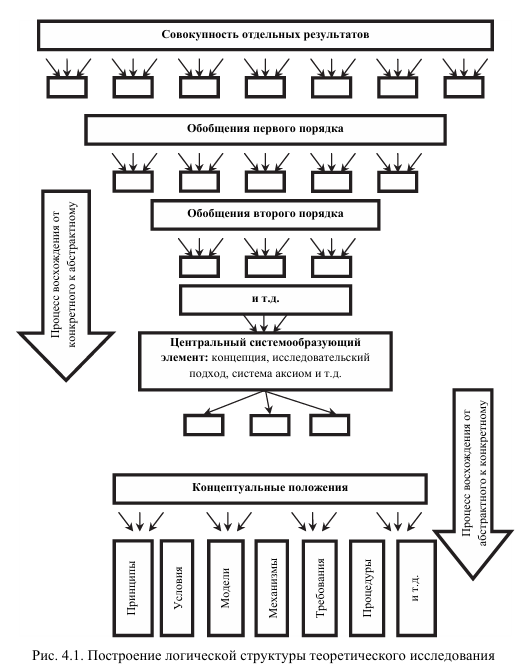 Совокупность отдельных результатов
Обобщения первого порядка
Обобщения второго порядка
Процесс восхождения от
конкретного к абстрактному
и т.д.
Центральный системообразующий
элемент: концепция, исследовательский
подход, система аксиом и т.д.
Процесс восхождения от
абстрактного к конкретному
Концептуальные положения
Принципы
Условия
Модели
Механизмы
Требования
Процедуры
и т.д.
Рис. 4.1. Построение логической структуры теоретического исследования